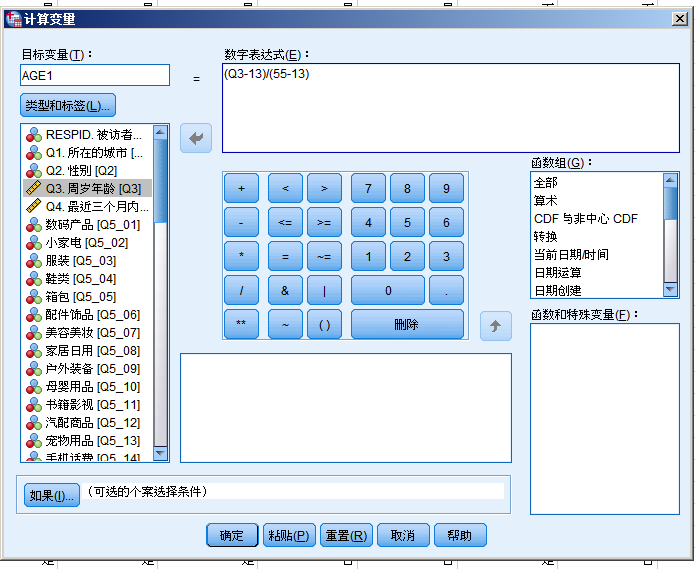 计算变量
目标变量(T)：
AGE1
=
数字表达式(E)：
(Q3-13)/(55-13)
类型和标签(L)...
RESPID. 被访者...
Q1. 所在的城市 [...
Q2. 性别 [Q2]
Q3. 周岁年龄 [Q3]
Q4. 最近三个月内...
数码产品 [Q5_01]
小家电 [Q5_02]
服装 [Q5_03]
鞋类 [Q5_04]
箱包 [Q5_05]
配件饰品 [Q5_06]
美容美妆 [Q5_07]
家居日用 [Q5_08]
户外装备 [Q5_09]
母婴用品 [Q5_10]
书籍影视 [Q5_11]
汽配商品 [Q5_12]
宠物用品 [Q5_13]
手机话费 [Q5_14]
+ < > 7 8 9
- <= >= 4 5 6
* = ~= 1 2 3
/ & | 0 .
** ~ ( ) 删除
函数组(G)：
全部
算术
CDF 与非中心 CDF
转换
当前日期/时间
日期运算
日期创建
函数和特殊变量(F)：
如果(I)...
（可选的个案选择条件）
确定 粘贴(P) 重置(R) 取消 帮助